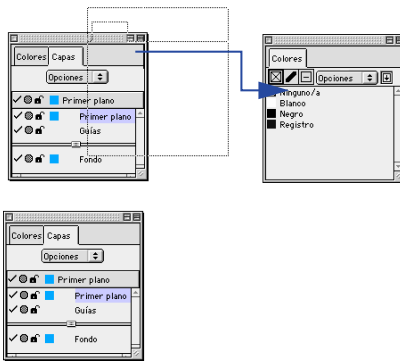 Colores Capas
Opciones
Primer plano
Primer plano
Guías
Fondo
Colores
Opciones
Ninguno/a
Blanco
Negro
Registro
Colores Capas
Opciones
Primer plano
Primer plano
Guías
Fondo